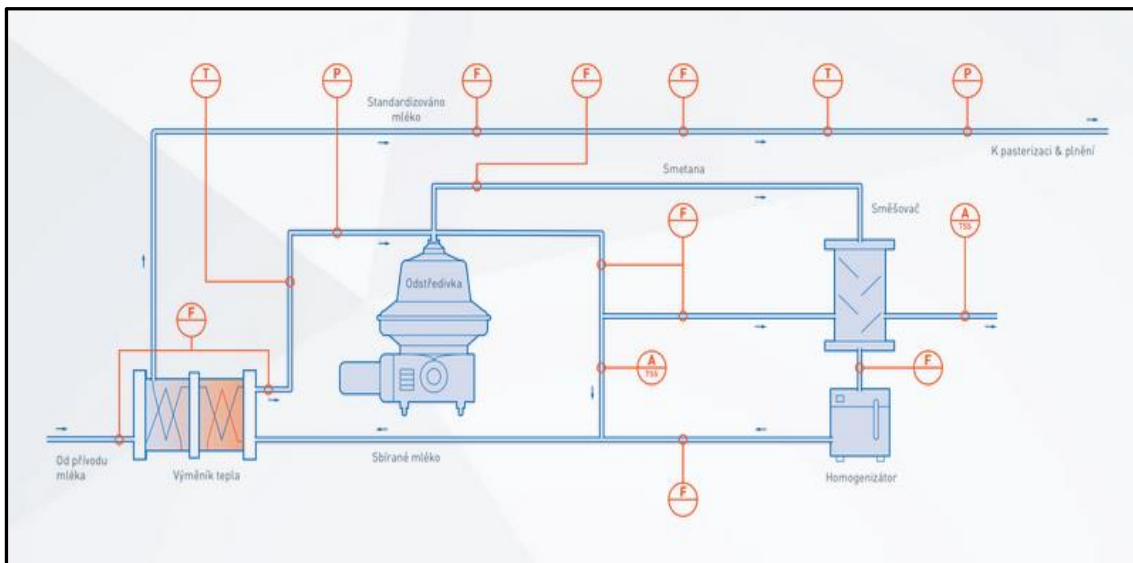 T
P
F
F
F
T
P
Standardizováno
mléko
K pasterizaci & plnění
Smetana
Směšovač
F
A
TSS
Odstředivka
F
A
TSS
F
Od přívodu
mléka
Výměník tepla
Sbírané mléko
Homogenizátor
F